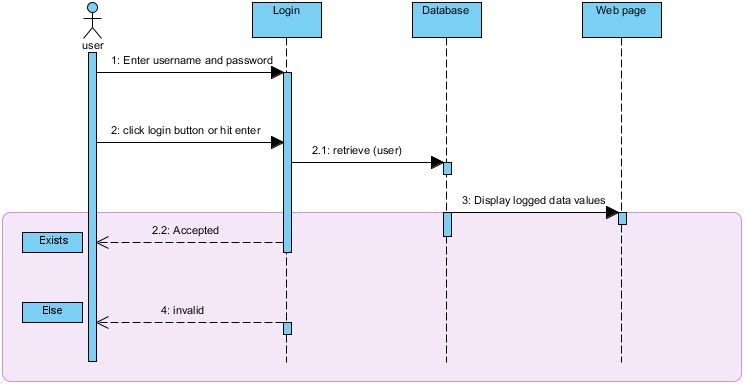 Login
Database
Web page
user
1: Enter username and password
2: click login button or hit enter
2.1: retrieve (user)
3: Display logged data values
2.2: Accepted
Exists
4: invalid
Else